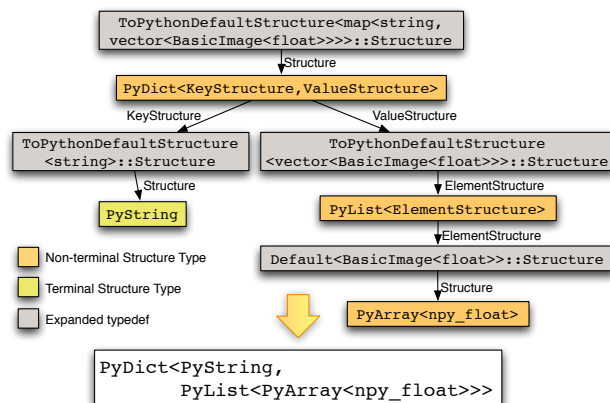 ToPythonDefaultStructure<map<string,
vector<BasicImage<float>>>>::Structure
Structure
PyDict<KeyStructure,ValueStructure>
KeyStructure
ValueStructure
ToPythonDefaultStructure
<string>::Structure
ToPythonDefaultStructure
<vector<BasicImage<float>>>::Structure
Structure
ElementStructure
PyString
PyList<ElementStructure>
ElementStructure
Non-terminal Structure Type
Default<BasicImage<float>>::Structure
Terminal Structure Type
Structure
Expanded typedef
PyArray<npy_float>
PyDict<PyString,
PyList<PyArray<npy_float>>>